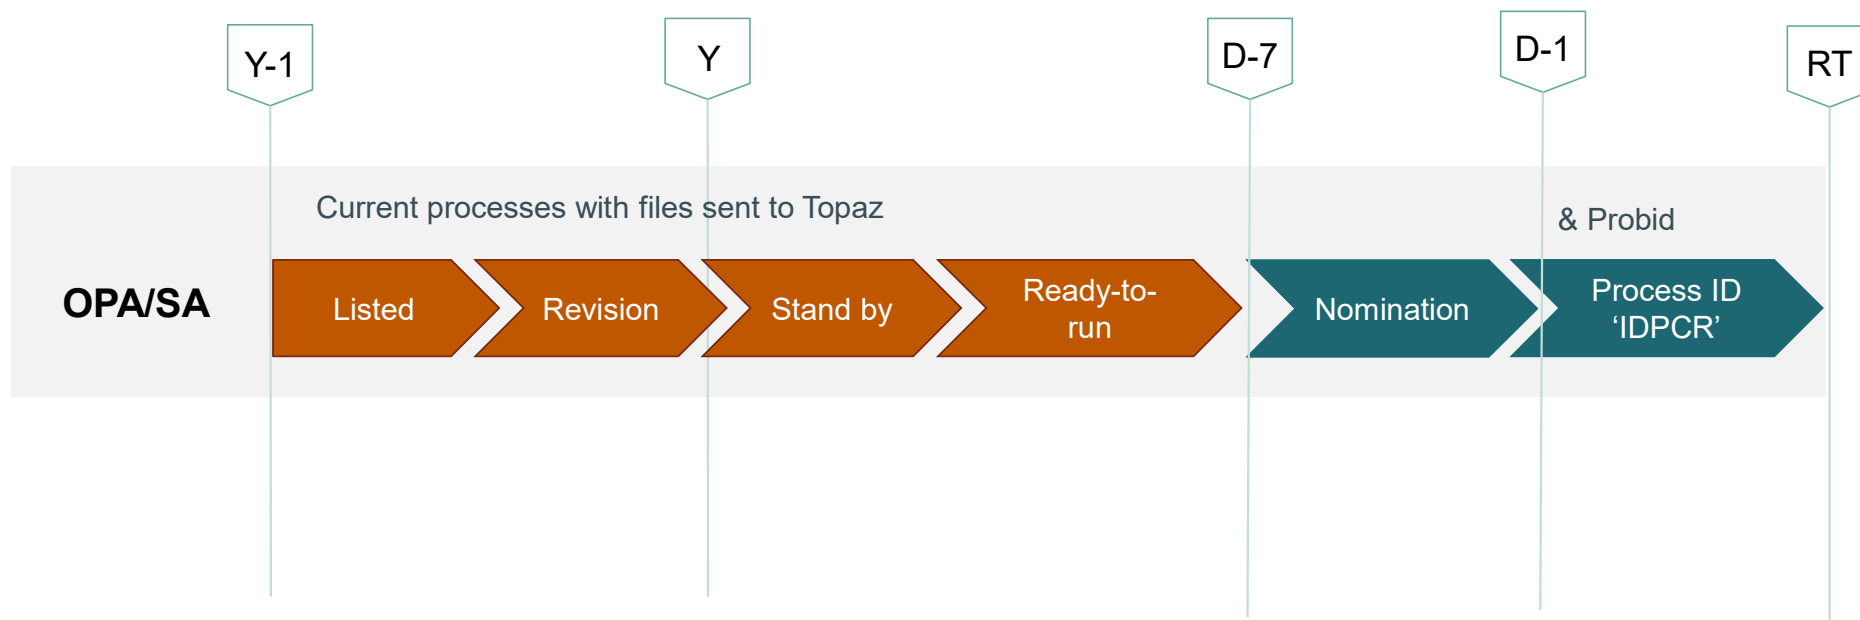 Y-1
Y
D-7
D-1
RT
Current processes with files sent to Topaz
& Probid
OPA/SA
Listed
Revision
Stand by
Ready-to-
run
Nomination
Process ID
‘IDPCR’